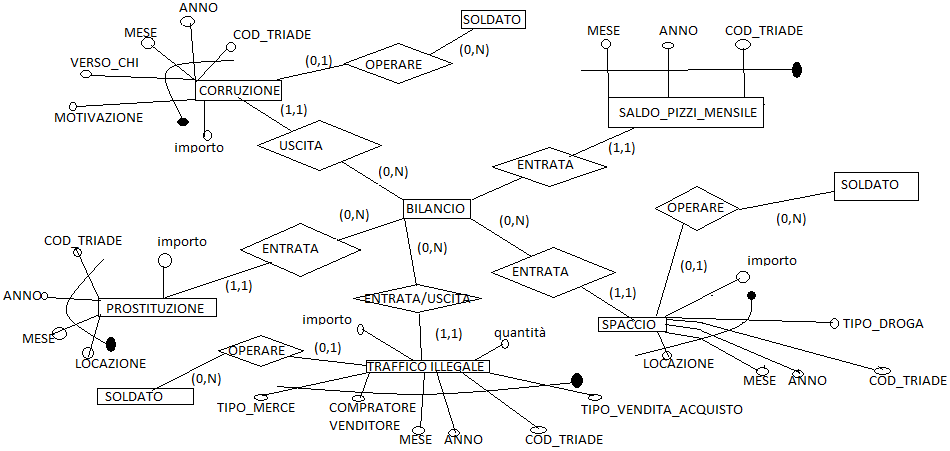 ANNO
SOLDATO
MESE
COD_TRIADE
(0,N)
MESE
ANNO
COD_TRIADE
VERSO_CHI
(0,1)
OPERARE
CORRUZIONE
MOTIVAZIONE
(1,1)
SALDO_PIZZI_MENSILE
importo
USCITA
(1,1)
ENTRATA
(0,N)
SOLDATO
BILANCIO
OPERARE
(0,N)
(0,N)
(0,N)
COD_TRIADE
importo
ENTRATA
(0,N)
(0,1)
importo
ENTRATA
(1,1)
(1,1)
ANNO
PROSTITUZIONE
ENTRATA/USCITA
importo
(1,1)
quantità
SPACCIO
TIPO_DROGA
MESE
LOCAZIONE
OPERARE
(0,1)
TRAFFICO ILLEGALE
LOCAZIONE
MESE
ANNO
COD_TRIADE
(0,N)
SOLDATO
TIPO_MERCE
COMPRATORE
VENDITORE
TIPO_VENDITA_ACQUISTO
MESE
ANNO
COD_TRIADE